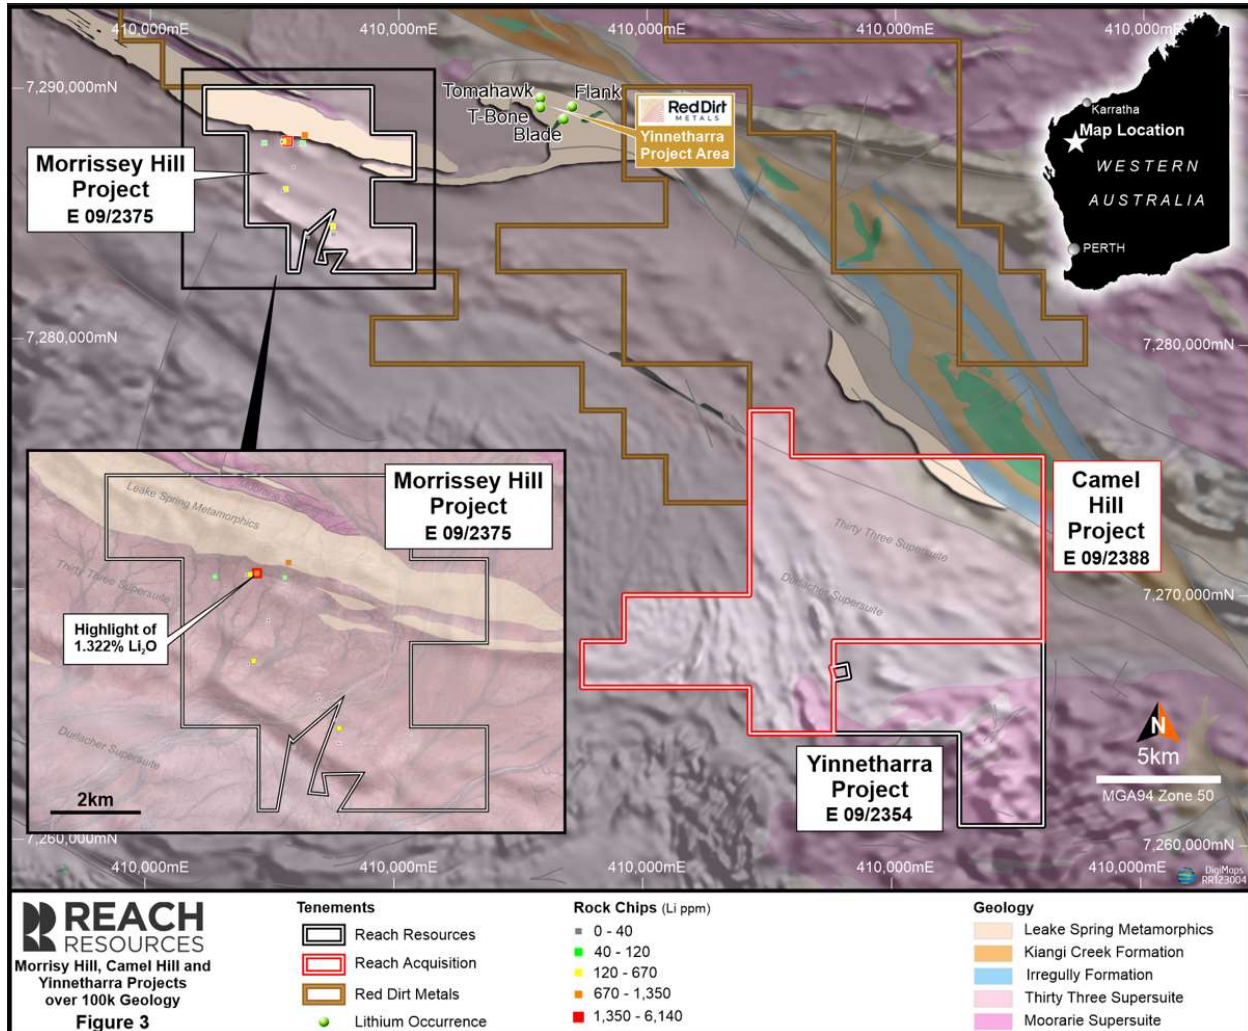 410,000mE
410,000mE
410,000mE
410,000mE
410,000mE
7,290,000mN
Tomahawk
Flank
T-Bone
Blade
RedDirt
METALS
Yinnetharra
Project Area
Karratha
Map Location
WESTERN
AUSTRALIA
PERTH
Morrissey Hill
Project
E 09/2375
7,280,000mN
7,280,000mN
Morrissey Hill
Project
E 09/2375
Leake Spring Metamorphics
Moorarie Suite
Thirty Three Supersuite
Highlight of
1.322% Li₂O
Durlacher Supersuite
2km
Thirty Three Supersuite
Durlacher Supersuite
Camel
Hill
Project
E 09/2388
7,270,000mN
Yinnetharra
Project
E 09/2354
N
5km
MGA94 Zone 50
7,260,000mN
7,260,000mN
410,000mE
410,000mE
410,000mE
410,000mE
410,000mE
DigiMaps
RR123004
REACH
RESOURCES
Morrisy Hill, Camel Hill and
Yinnetharra Projects
over 100k Geology
Figure 3
Tenements
Reach Resources
Reach Acquisition
Red Dirt Metals
Lithium Occurrence
Rock Chips (Li ppm)
0 - 40
40 - 120
120 - 670
670 - 1,350
1,350 - 6,140
Geology
Leake Spring Metamorphics
Kiangi Creek Formation
Irregully Formation
Thirty Three Supersuite
Moorarie Supersuite